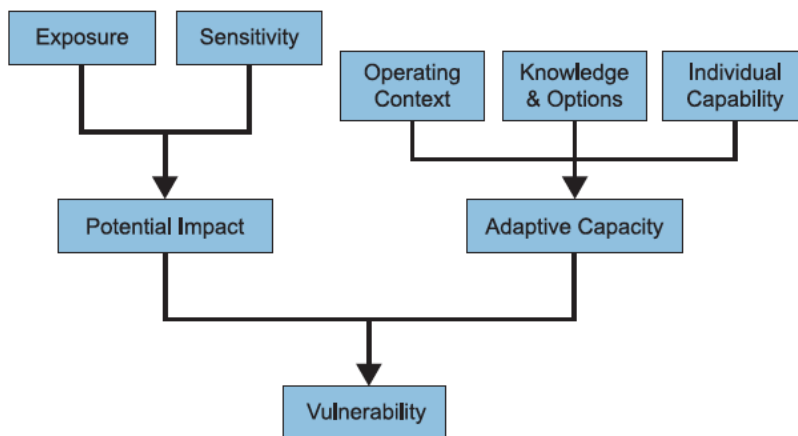 Exposure
Sensitivity
Operating
Context
Knowledge
& Options
Individual
Capability
Potential Impact
Adaptive Capacity
Vulnerability